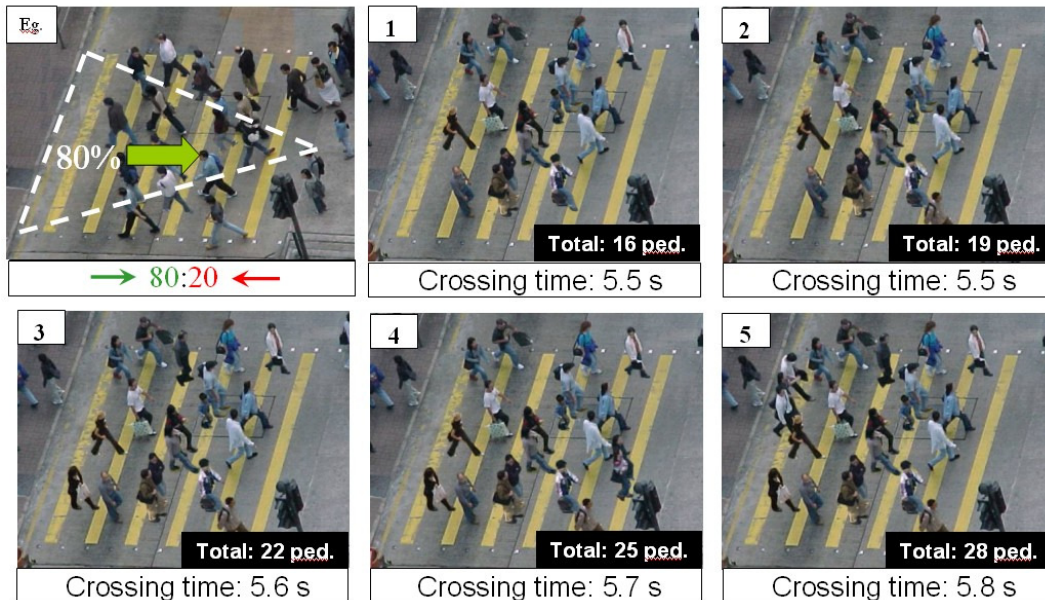 Eg.
80%
80:20
1
Total: 16 ped.
Crossing time: 5.5 s
2
Total: 19 ped.
Crossing time: 5.5 s
3
Total: 22 ped.
Crossing time: 5.6 s
4
Total: 25 ped.
Crossing time: 5.7 s
5
Total: 28 ped.
Crossing time: 5.8 s